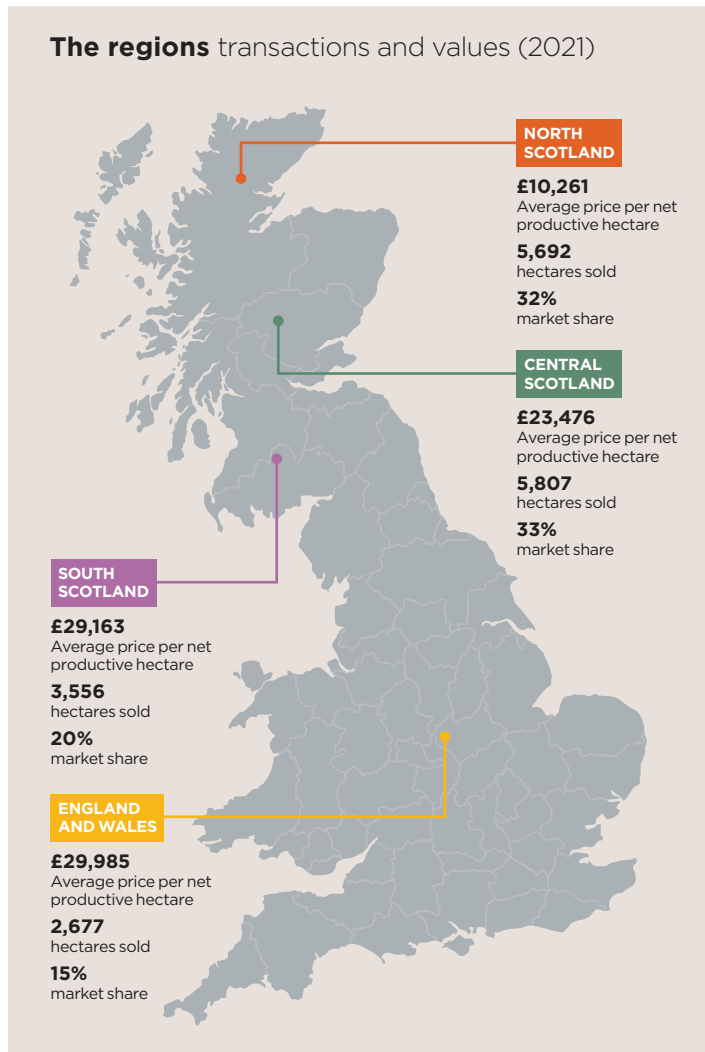 The regions transactions and values (2021)
NORTH
SCOTLAND
£10,261
Average price per net
productive hectare
5,692
hectares sold
32%
market share
CENTRAL
SCOTLAND
£23,476
Average price per net
productive hectare
5,807
hectares sold
33%
market share
SOUTH
SCOTLAND
£29,163
Average price per net
productive hectare
3,556
hectares sold
20%
market share
ENGLAND
AND WALES
£29,985
Average price per net
productive hectare
2,677
hectares sold
15%
market share